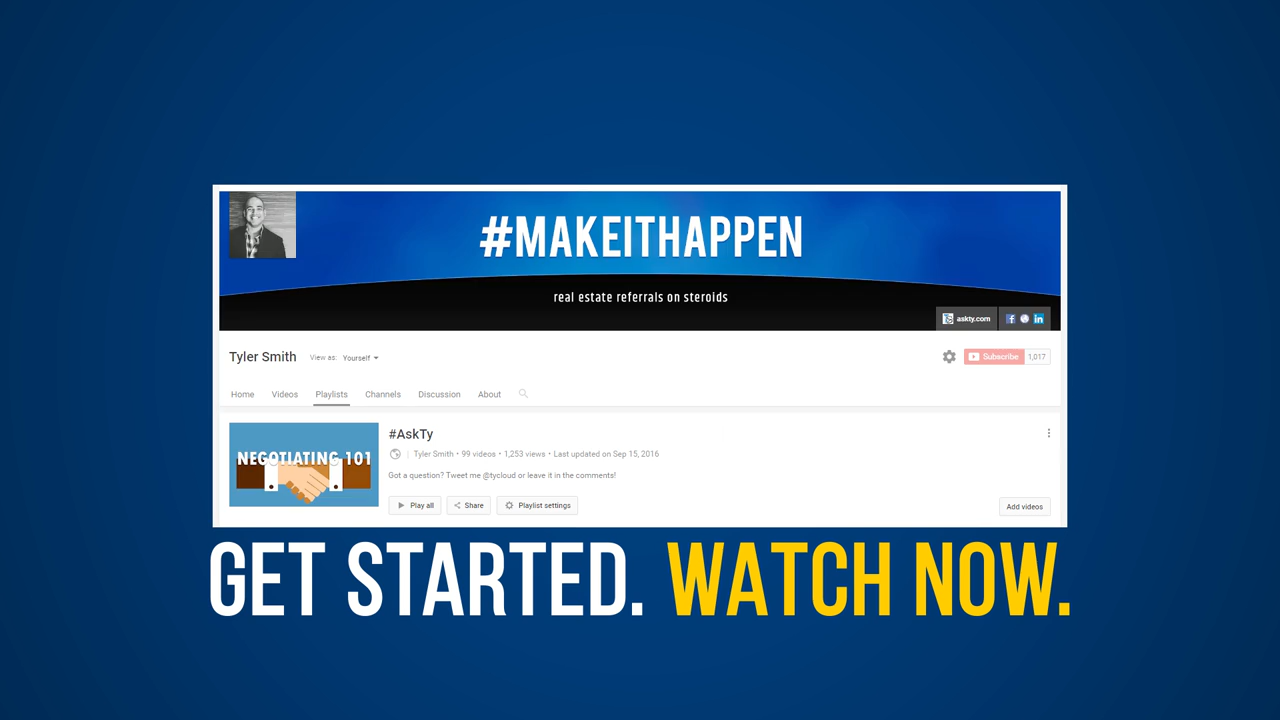 #MAKEITHAPPEN
real estate referrals on steroids
askty.com
Tyler Smith View as: Yourself
Subscribe 1,017
Home Videos Playlists Channels Discussion About
NEGOTIATING 101
#AskTy
Tyler Smith • 99 videos • 1,253 views • Last updated on Sep 15, 2016
Got a question? Tweet me @tycloud or leave it in the comments!
Play all Share Playlist settings Add videos
GET STARTED. WATCH NOW.